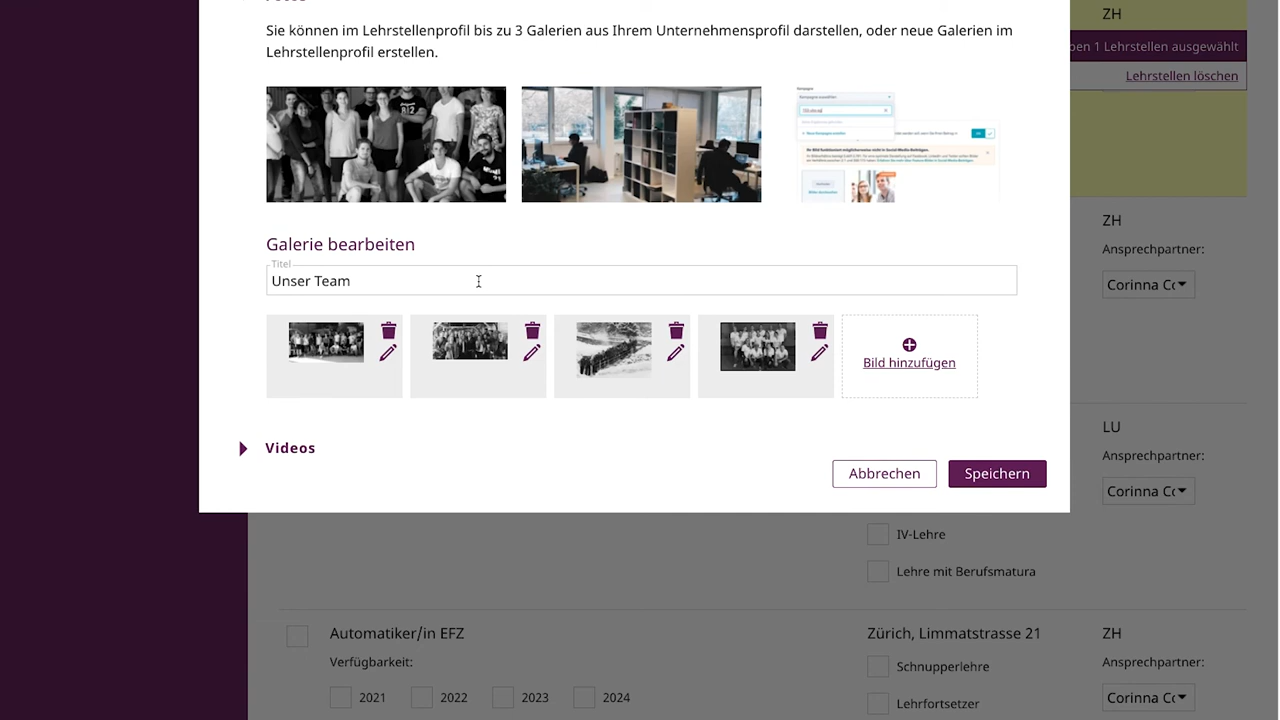 ZH
Sie können im Lehrstellenprofil bis zu 3 Galerien aus Ihrem Unternehmensprofil darstellen, oder neue Galerien im
Lehrstellenprofil erstellen.
ben 1 Lehrstellen ausgewählt
Lehrstellen löschen
ZH
Ansprechpartner:
Corinna Co
Galerie bearbeiten
Titel
Unser Team
Bild hinzufügen
LU
Ansprechpartner:
Corinna Co
Videos
Abbrechen
Speichern
IV-Lehre
Lehre mit Berufsmatura
Automatiker/in EFZ
Zürich, Limmatstrasse 21
ZH
Verfügbarkeit:
Schnupperlehre
Ansprechpartner:
2021
2022
2023
2024
Lehrfortsetzer
Corinna Co